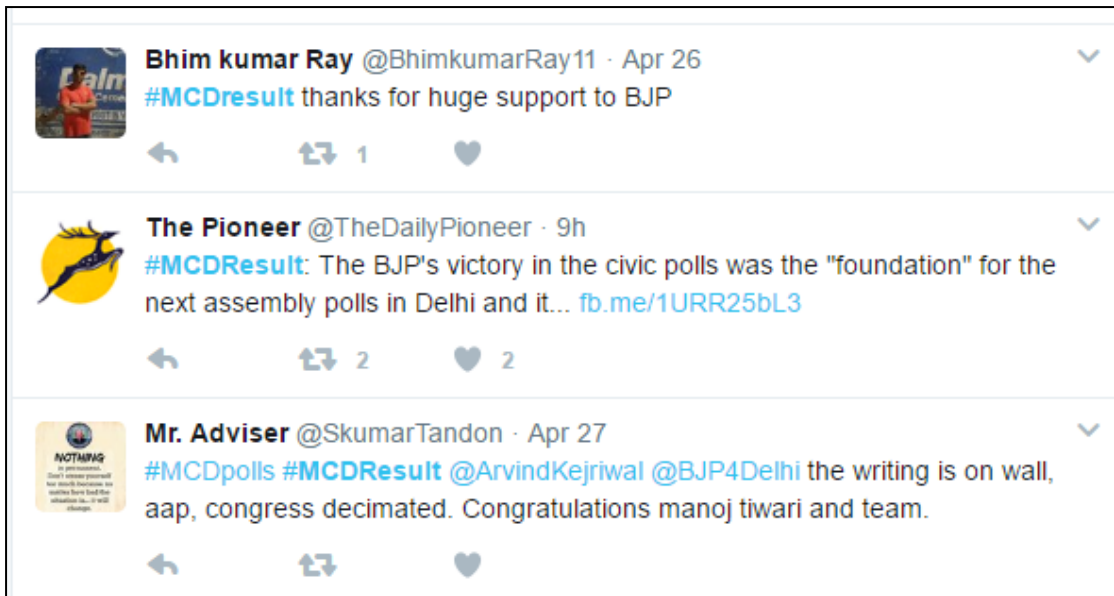 Bhim kumar Ray @BhimkumarRay11 · Apr 26
#MCDresult thanks for huge support to BJP
1
The Pioneer @TheDailyPioneer · 9h
#MCDResult: The BJP's victory in the civic polls was the "foundation" for the
next assembly polls in Delhi and it... fb.me/1URR25bL3
2 2
Mr. Adviser @SkumarTandon · Apr 27
#MCDpolls #MCDResult @ArvindKejriwal @BJP4Delhi the writing is on wall,
aap, congress decimated. Congratulations manoj tiwari and team.
NOTHING